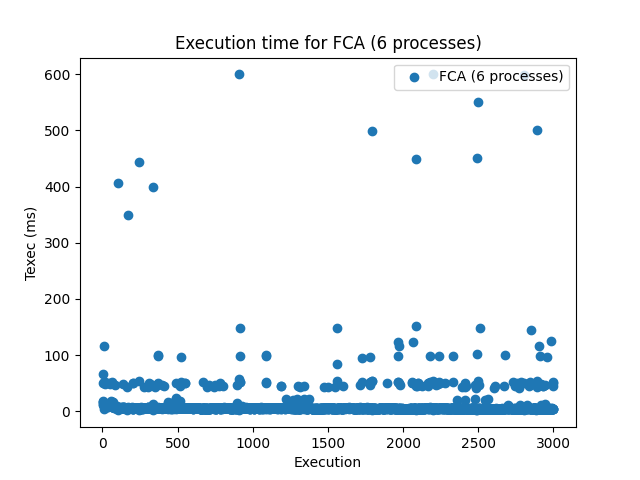 Execution time for FCA (6 processes)
FCA (6 processes)
600
500
400
300
200
100
0
Texec (ms)
0 500 1000 1500 2000 2500 3000
Execution